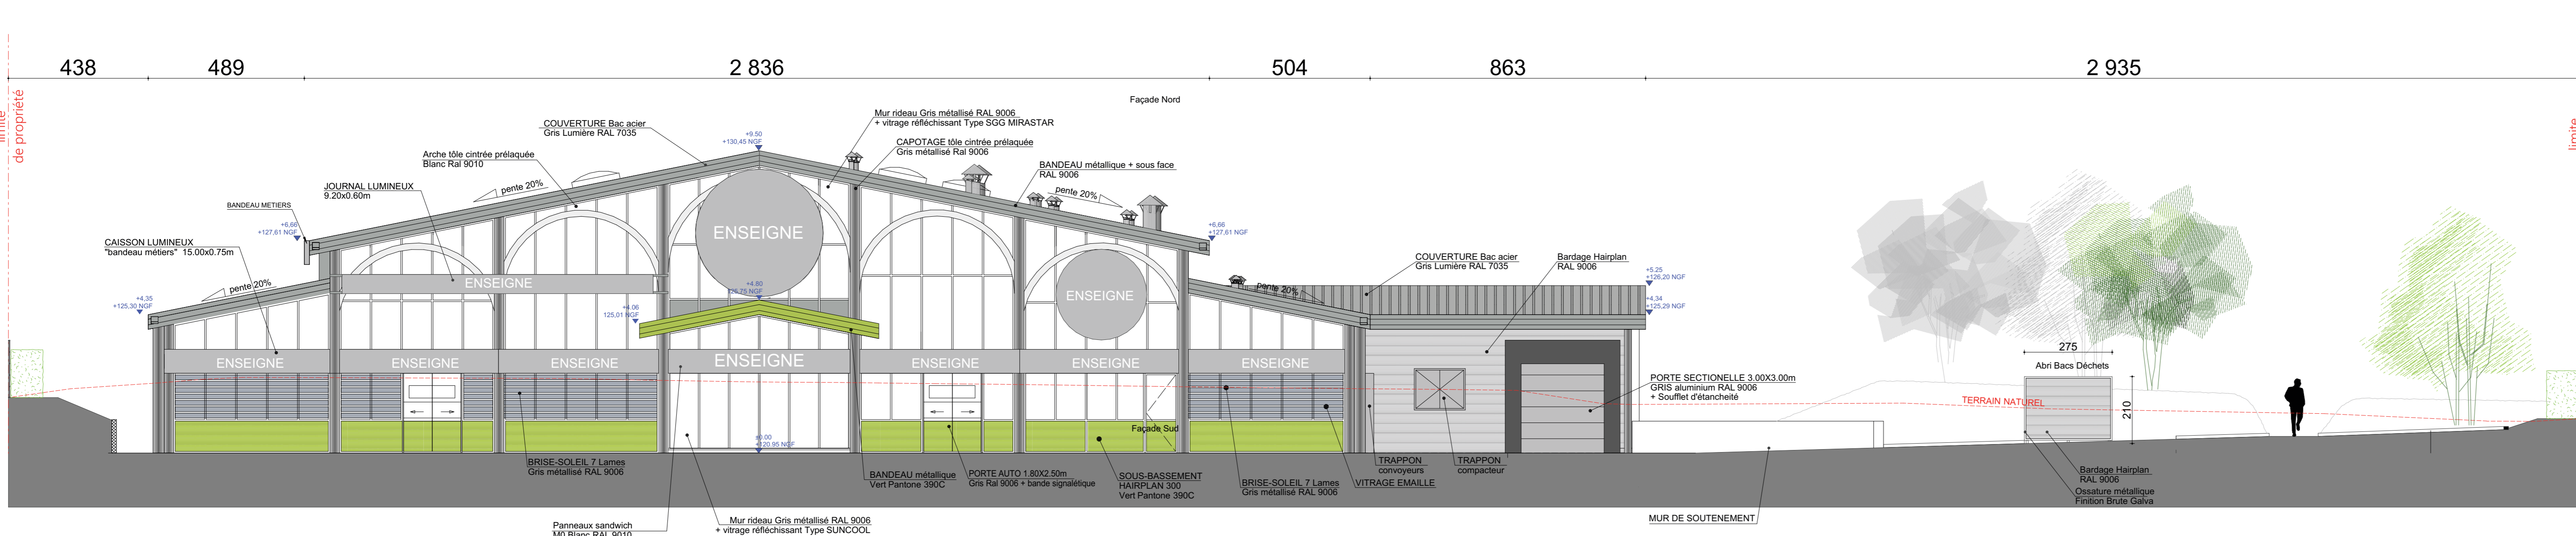 438
489
2 836
504
863
2 935
limite
de propriété
limite
Façade Nord
Mur rideau Gris métallisé RAL 9006
+ vitrage réfléchissant Type SGG MIRASTAR
COUVERTURE Bac acier
Gris Lumière RAL 7035
+9.50
+130,45 NGF
CAPOTAGE tôle cintrée prélaquée
Gris métallisé Ral 9006
Arche tôle cintrée prélaquée
Blanc Ral 9010
BANDEAU métallique + sous face
RAL 9006
JOURNAL LUMINEUX
9.20x0.60m
pente 20%
pente 20%
BANDEAU METIERS
+6,66
+127,61 NGF
+6,66
+127,61 NGF
CAISSON LUMINEUX
"bandeau métiers" 15.00x0.75m
ENSEIGNE
COUVERTURE Bac acier
Gris Lumière RAL 7035
Bardage Hairplan
RAL 9006
+5.25
+126,20 NGF
pente 20%
pente 20%
ENSEIGNE
ENSEIGNE
+4.80
125,75 NGF
+4,35
+125,30 NGF
+4.06
125,01 NGF
+4,34
+125,29 NGF
ENSEIGNE
ENSEIGNE
ENSEIGNE
ENSEIGNE
ENSEIGNE
ENSEIGNE
ENSEIGNE
275
Abri Bacs Déchets
PORTE SECTIONELLE 3.00X3.00m
GRIS aluminium RAL 9006
+ Soufflet d'étancheité
TERRAIN NATUREL
210
Façade Sud
±0.00
+120.95 NGF
BRISE-SOLEIL 7 Lames
Gris métallisé RAL 9006
BANDEAU métallique
Vert Pantone 390C
PORTE AUTO 1.80X2.50m
Gris Ral 9006 + bande signalétique
SOUS-BASSEMENT
HAIRPLAN 300
Vert Pantone 390C
BRISE-SOLEIL 7 Lames
Gris métallisé RAL 9006
VITRAGE EMAILLE
TRAPPON
convoyeurs
TRAPPON
compacteur
Bardage Hairplan
RAL 9006
Ossature métallique
Finition Brute Galva
Panneaux sandwich
M0 Blanc RAL 9010
Mur rideau Gris métallisé RAL 9006
+ vitrage réfléchissant Type SUNCOOL
MUR DE SOUTENEMENT